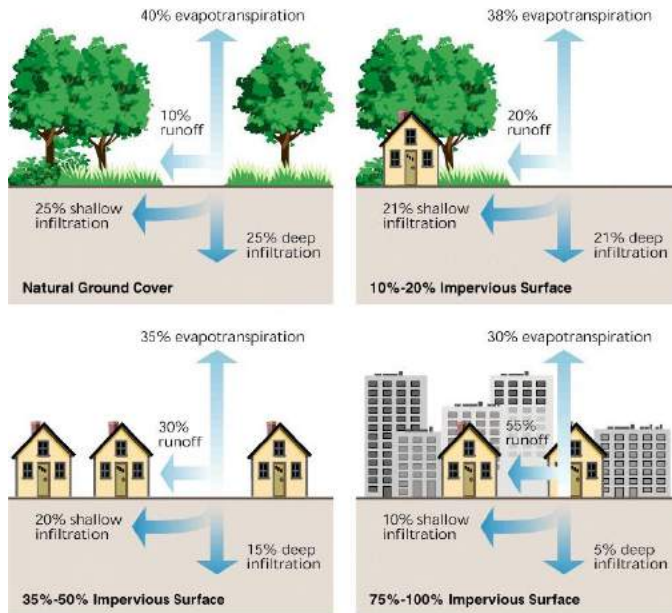 40% evapotranspiration
10%
runoff
25% shallow
infiltration
25% deep
infiltration
Natural Ground Cover
38% evapotranspiration
20%
runoff
21% shallow
infiltration
21% deep
infiltration
10%-20% Impervious Surface
35% evapotranspiration
30%
runoff
20% shallow
infiltration
15% deep
infiltration
35%-50% Impervious Surface
30% evapotranspiration
55%
runoff
10% shallow
infiltration
5% deep
infiltration
75%-100% Impervious Surface